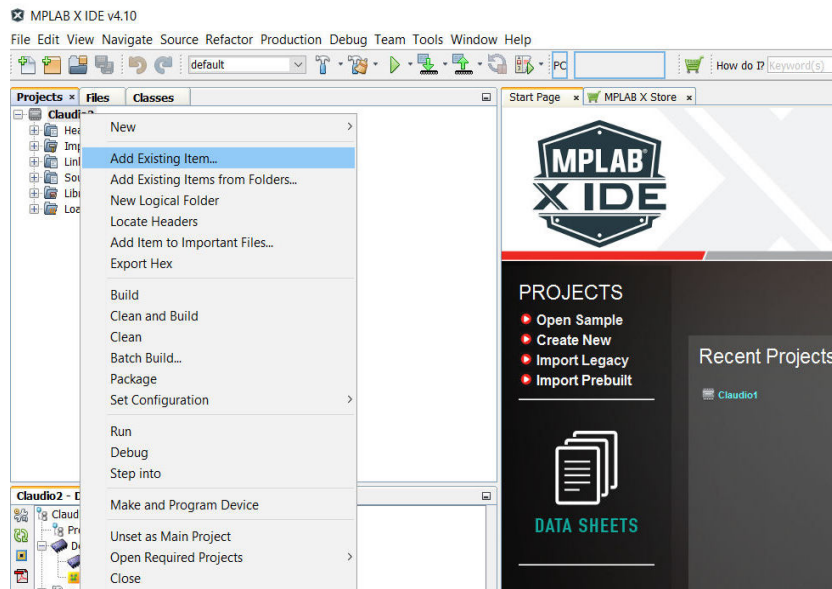 MPLAB X IDE v4.10
File Edit View Navigate Source Refactor Production Debug Team Tools Window Help
default
PC
How do I? Keyword(s)
Projects × Files Classes
Start Page × MPLAB X Store ×
New
Add Existing Item...
Add Existing Items from Folders...
New Logical Folder
Locate Headers
Add Item to Important Files...
Export Hex
Build
Clean and Build
Clean
Batch Build...
Package
Set Configuration
Run
Debug
Step into
Make and Program Device
Unset as Main Project
Open Required Projects
Close
Claudio2 - D
Claud
Pr
D
MPLAB®
X IDE
PROJECTS
Open Sample
Create New
Import Legacy
Import Prebuilt
DATA SHEETS
Recent Projects
Claudio1